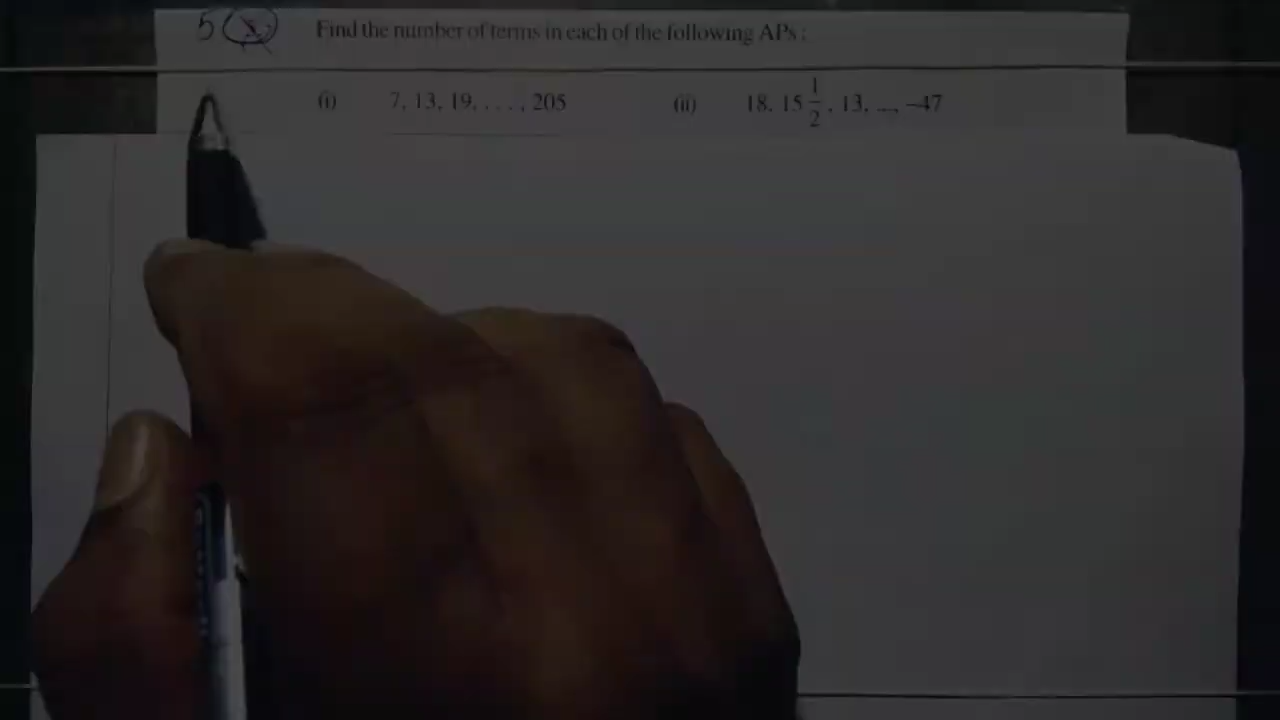 5 (x) Find the number of terms in each of the following APs :
(i) 7, 13, 19, . . . , 205 (ii) 18, 15 1/2 , 13, ..., –47